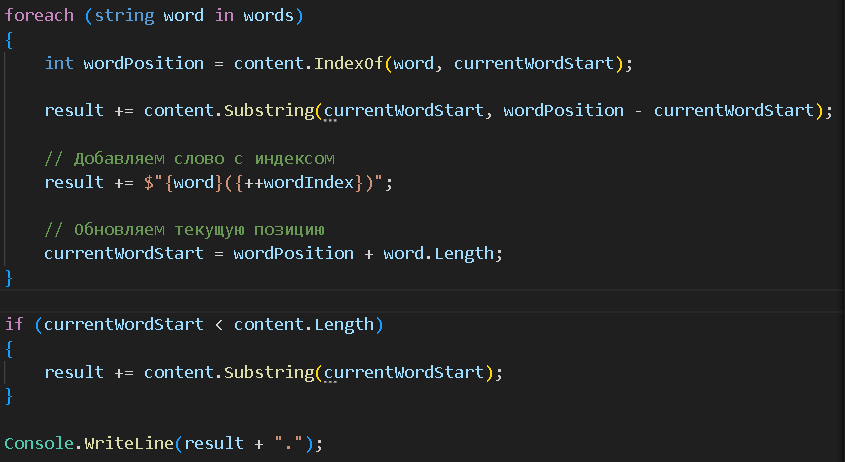 foreach (string word in words)
{
    int wordPosition = content.IndexOf(word, currentWordStart);
    result += content.Substring(currentWordStart, wordPosition - currentWordStart);
    // Добавляем слово с индексом
    result += $"{word}({++wordIndex})";
    // Обновляем текущую позицию
    currentWordStart = wordPosition + word.Length;
}
if (currentWordStart < content.Length)
{
    result += content.Substring(currentWordStart);
}
Console.WriteLine(result + ".");